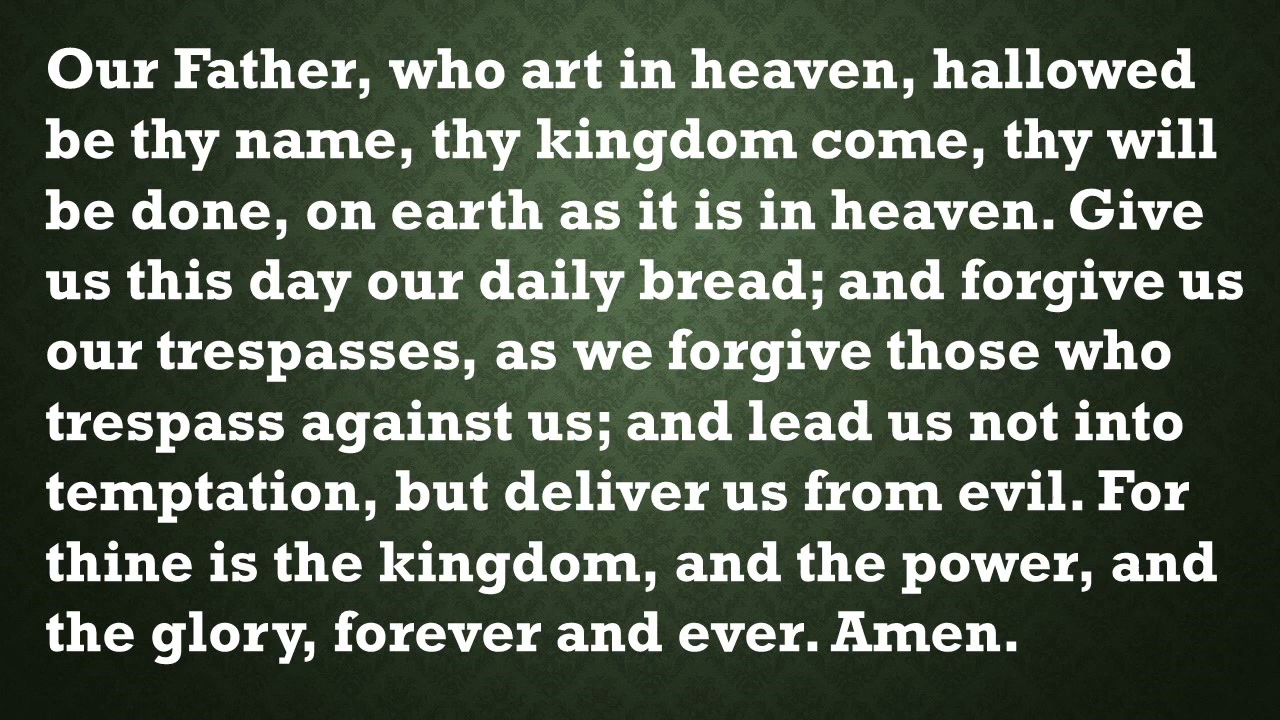 Our Father, who art in heaven, hallowed
be thy name, thy kingdom come, thy will
be done, on earth as it is in heaven. Give
us this day our daily bread; and forgive us
our trespasses, as we forgive those who
trespass against us; and lead us not into
temptation, but deliver us from evil. For
thine is the kingdom, and the power, and
the glory, forever and ever. Amen.